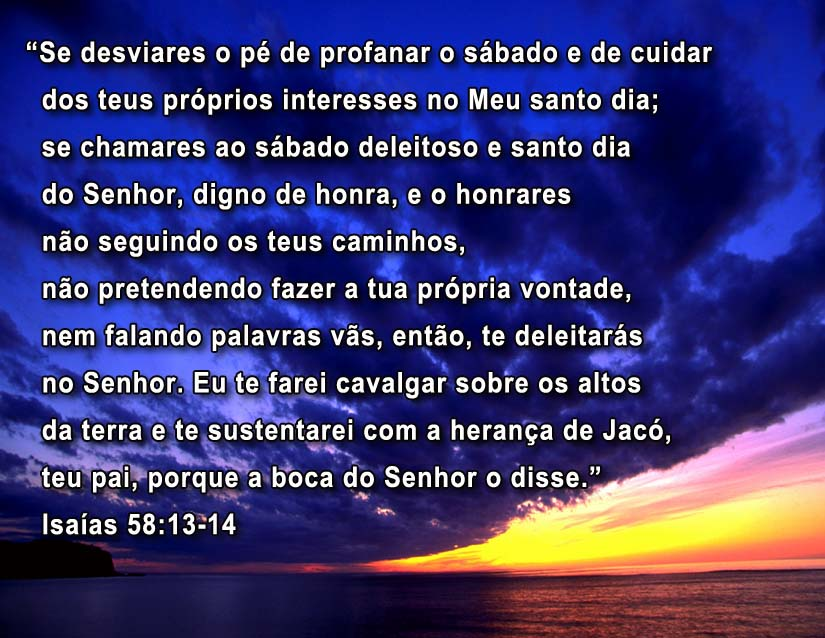 “Se desviares o pé de profanar o sábado e de cuidar
dos teus próprios interesses no Meu santo dia;
se chamares ao sábado deleitoso e santo dia
do Senhor, digno de honra, e o honrares
não seguindo os teus caminhos,
não pretendendo fazer a tua própria vontade,
nem falando palavras vãs, então, te deleitarás
no Senhor. Eu te farei cavalgar sobre os altos
da terra e te sustentarei com a herança de Jacó,
teu pai, porque a boca do Senhor o disse.”
Isaías 58:13-14